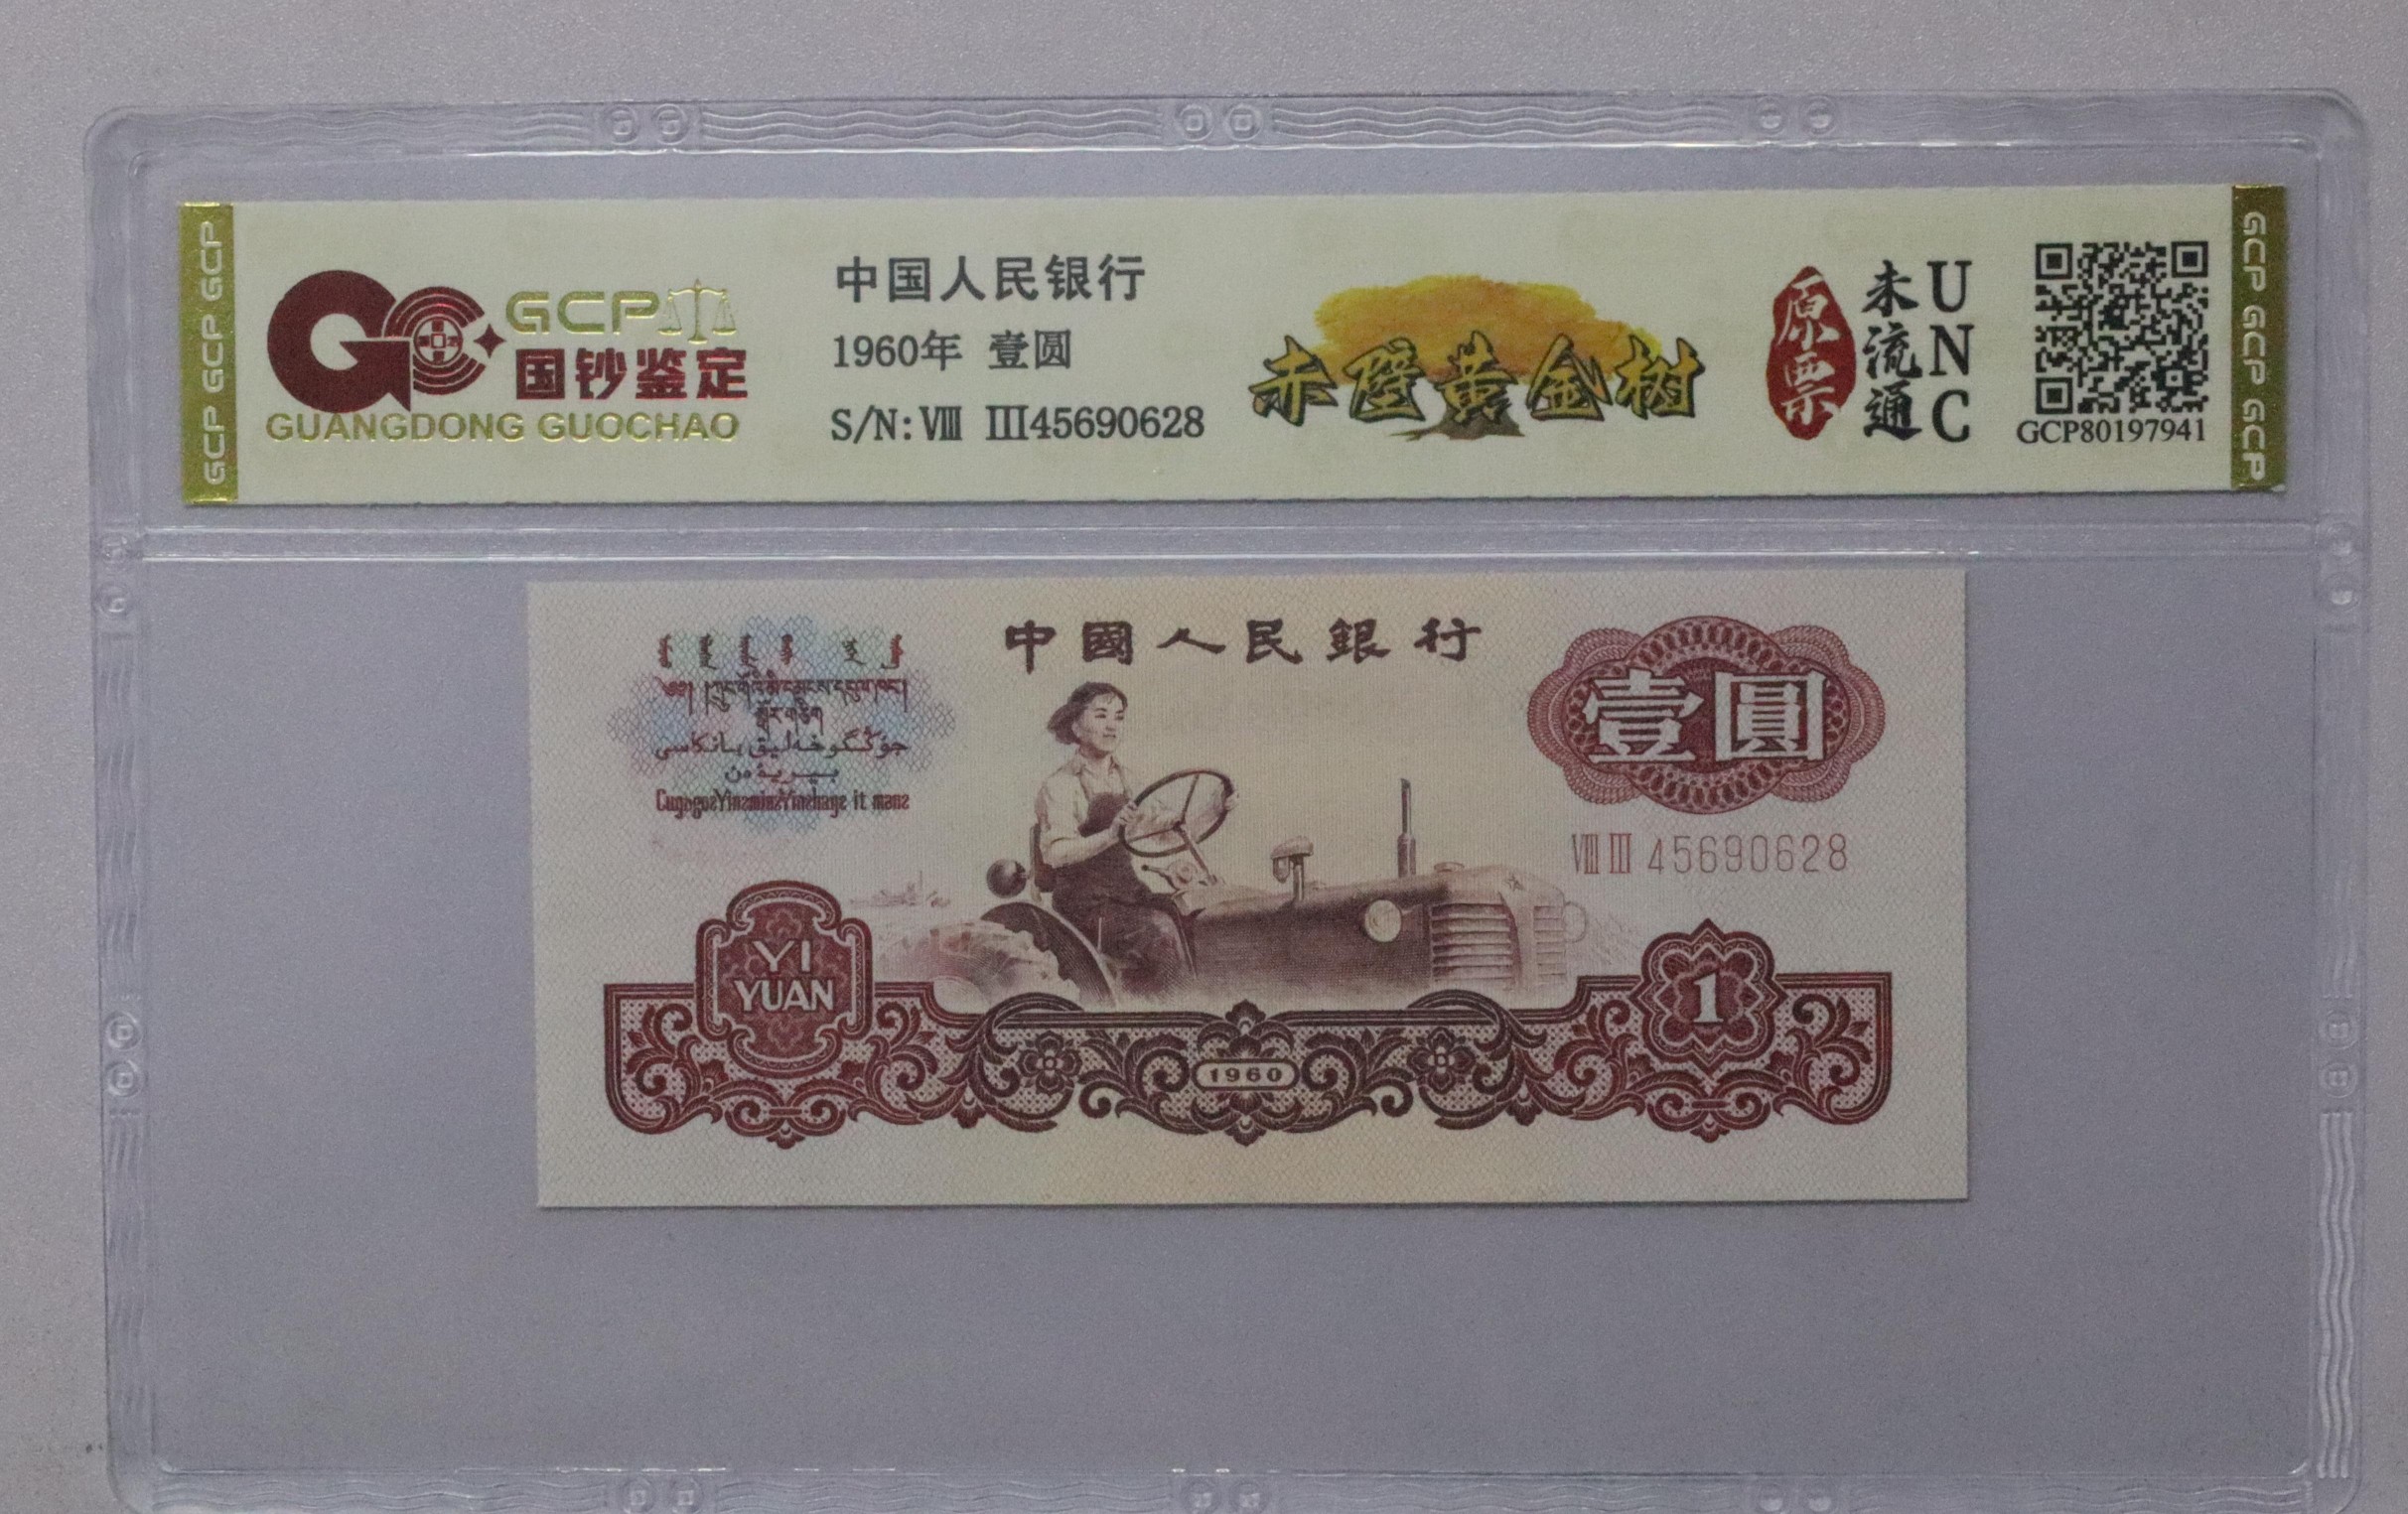 GCP GCP GCP
GCP
国钞鉴定
GUANGDONG GUOCHAO
中国人民银行
1960年 壹圆
S/N: VIII III45690628
赤壁黄金树
原票
未流通
UNC
GCP80197941
GCP GCP GCP
中國人民銀行
壹圓
VIII III 45690628
YI
YUAN
1960
1